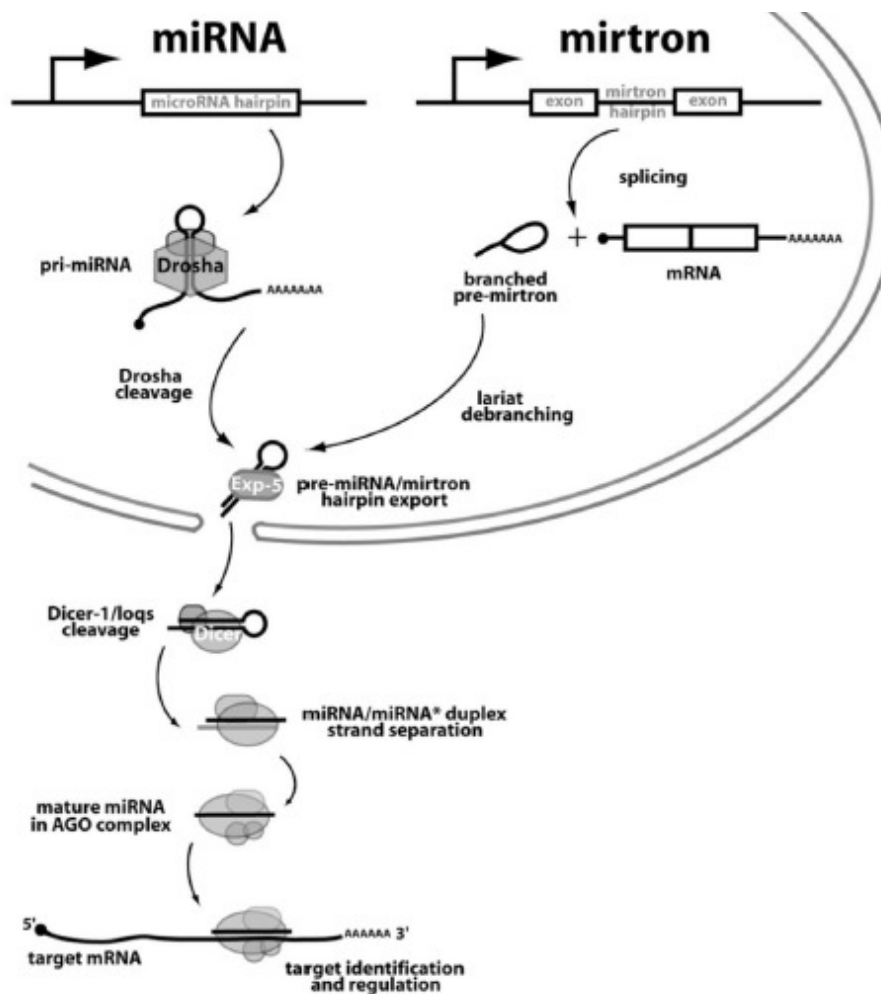 miRNA
mirtron
microRNA hairpin
exon
mirtron
hairpin
exon
splicing
pri-miRNA
Drosha
AAAAAAA
+
AAAAAAA
mRNA
branched
pre-mirtron
Drosha
cleavage
lariat
debranching
Exp-5
pre-miRNA/mirtron
hairpin export
Dicer-1/loqs
cleavage
Dicer
miRNA/miRNA* duplex
strand separation
mature miRNA
in AGO complex
5'
AAAAAA 3'
target mRNA
target identification
and regulation